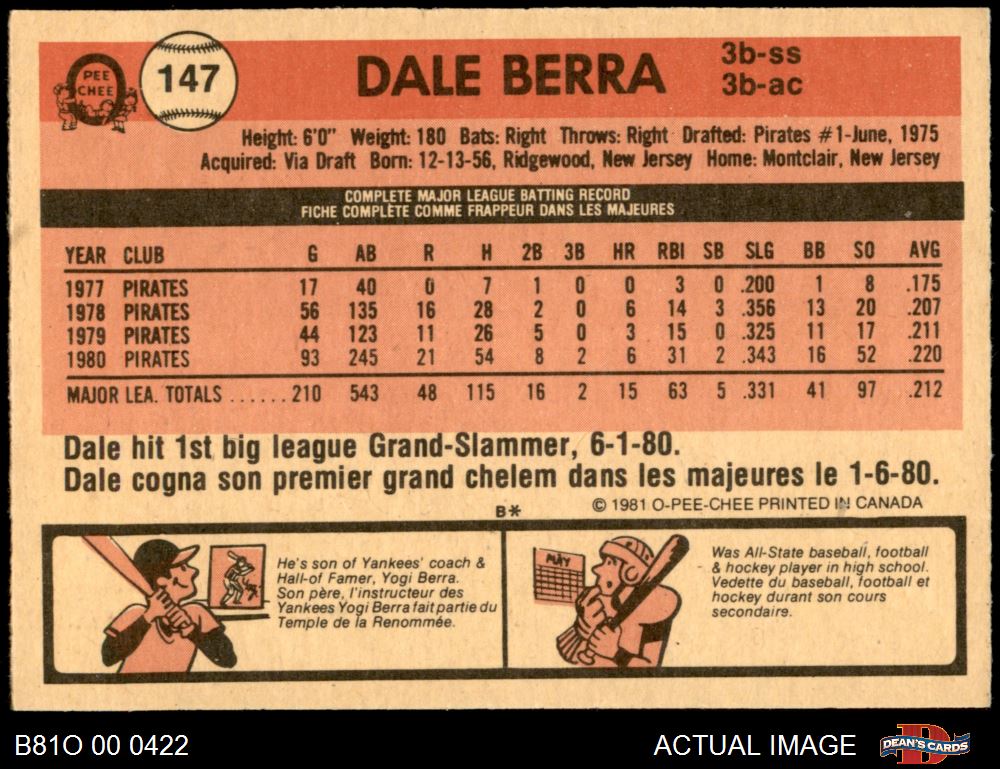 PEE
CHEE
147
DALE BERRA
3b-ss
3b-ac
Height: 6'0" Weight: 180 Bats: Right Throws: Right Drafted: Pirates #1-June, 1975
Acquired: Via Draft Born: 12-13-56, Ridgewood, New Jersey Home: Montclair, New Jersey
COMPLETE MAJOR LEAGUE BATTING RECORD
FICHE COMPLÈTE COMME FRAPPEUR DANS LES MAJEURES
YEAR CLUB G AB R H 2B 3B HR RBI SB SLG BB SO AVG
1977 PIRATES 17 40 0 7 1 0 0 3 0 .200 1 8 .175
1978 PIRATES 56 135 16 28 2 0 6 14 3 .356 13 20 .207
1979 PIRATES 44 123 11 26 5 0 3 15 0 .325 11 17 .211
1980 PIRATES 93 245 21 54 8 2 6 31 2 .343 16 52 .220
MAJOR LEA. TOTALS ......210 543 48 115 16 2 15 63 5 .331 41 97 .212
Dale hit 1st big league Grand-Slammer, 6-1-80.
Dale cogna son premier grand chelem dans les majeures le 1-6-80.
B* © 1981 O-PEE-CHEE PRINTED IN CANADA
He's son of Yankees' coach &
Hall-of Famer, Yogi Berra.
Son père, l'instructeur des
Yankees Yogi Berra fait partie du
Temple de la Renommée.
MAY
Was All-State baseball, football
& hockey player in high school.
Vedette du baseball, football et
hockey durant son cours
secondaire.
B81O 00 0422
ACTUAL IMAGE
DEAN'S CARDS